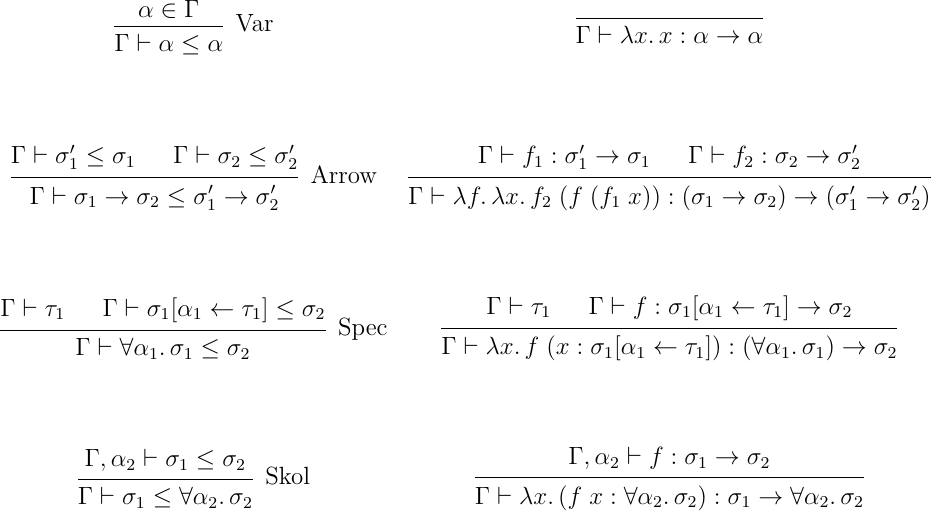 α ∈ Γ
Γ ⊢ α ≤ α Var
Γ ⊢ λx. x : α → α
Γ ⊢ σ′₁ ≤ σ₁ Γ ⊢ σ₂ ≤ σ′₂
Γ ⊢ σ₁ → σ₂ ≤ σ′₁ → σ′₂ Arrow
Γ ⊢ f₁ : σ′₁ → σ₁ Γ ⊢ f₂ : σ₂ → σ′₂
Γ ⊢ λf. λx. f₂ (f (f₁ x)) : (σ₁ → σ₂) → (σ′₁ → σ′₂)
Γ ⊢ τ₁ Γ ⊢ σ₁[α₁ ← τ₁] ≤ σ₂
Γ ⊢ ∀α₁. σ₁ ≤ σ₂ Spec
Γ ⊢ τ₁ Γ ⊢ f : σ₁[α₁ ← τ₁] → σ₂
Γ ⊢ λx. f (x : σ₁[α₁ ← τ₁]) : (∀α₁. σ₁) → σ₂
Γ, α₂ ⊢ σ₁ ≤ σ₂
Γ ⊢ σ₁ ≤ ∀α₂. σ₂ Skol
Γ, α₂ ⊢ f : σ₁ → σ₂
Γ ⊢ λx. (f x : ∀α₂. σ₂) : σ₁ → ∀α₂. σ₂